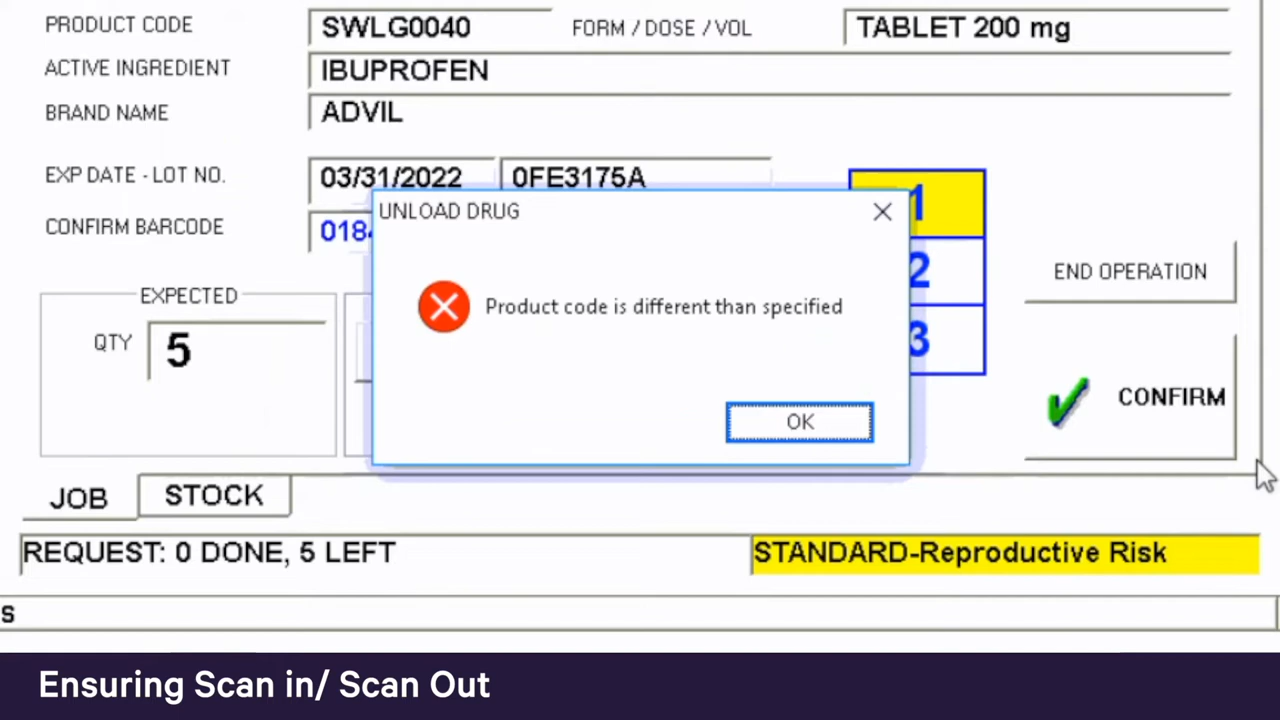 PRODUCT CODE SWLG0040 FORM / DOSE / VOL TABLET 200 mg
ACTIVE INGREDIENT IBUPROFEN
BRAND NAME ADVIL
EXP DATE - LOT NO. 03/31/2022 0FE3175A
1
UNLOAD DRUG
CONFIRM BARCODE 0184
2 END OPERATION
EXPECTED
Product code is different than specified
QTY 5
3
CONFIRM
OK
JOB STOCK
REQUEST: 0 DONE, 5 LEFT STANDARD-Reproductive Risk
s
Ensuring Scan in/ Scan Out